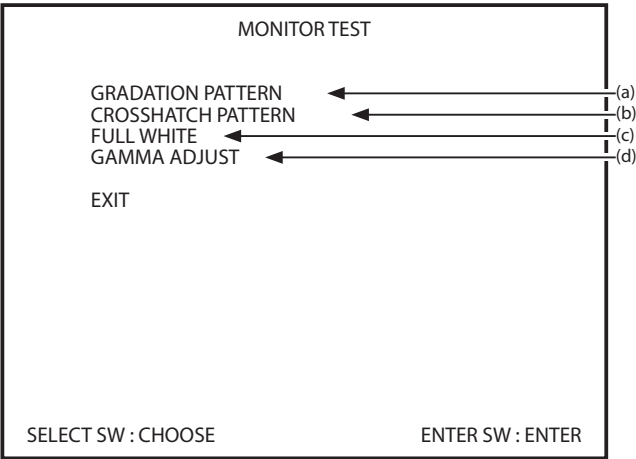 MONITOR TEST
GRADATION PATTERN (a)
CROSSHATCH PATTERN (b)
FULL WHITE (c)
GAMMA ADJUST (d)
EXIT
SELECT SW : CHOOSE ENTER SW : ENTER